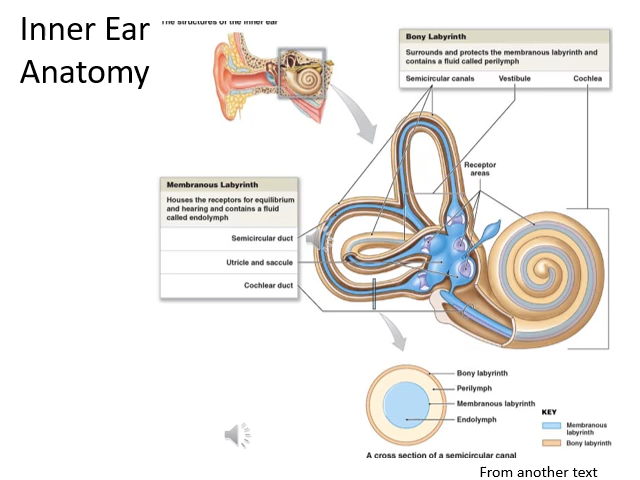 Inner Ear
Anatomy
The structures of the inner ear
Bony Labyrinth
Surrounds and protects the membranous labyrinth and
contains a fluid called perilymph
Semicircular canals
Vestibule
Cochlea
Receptor
areas
Membranous Labyrinth
Houses the receptors for equilibrium
and hearing and contains a fluid
called endolymph
Semicircular duct
Utricle and saccule
Cochlear duct
Bony labyrinth
Perilymph
Membranous labyrinth
Endolymph
KEY
Membranous
labyrinth
Bony labyrinth
A cross section of a semicircular canal
From another text